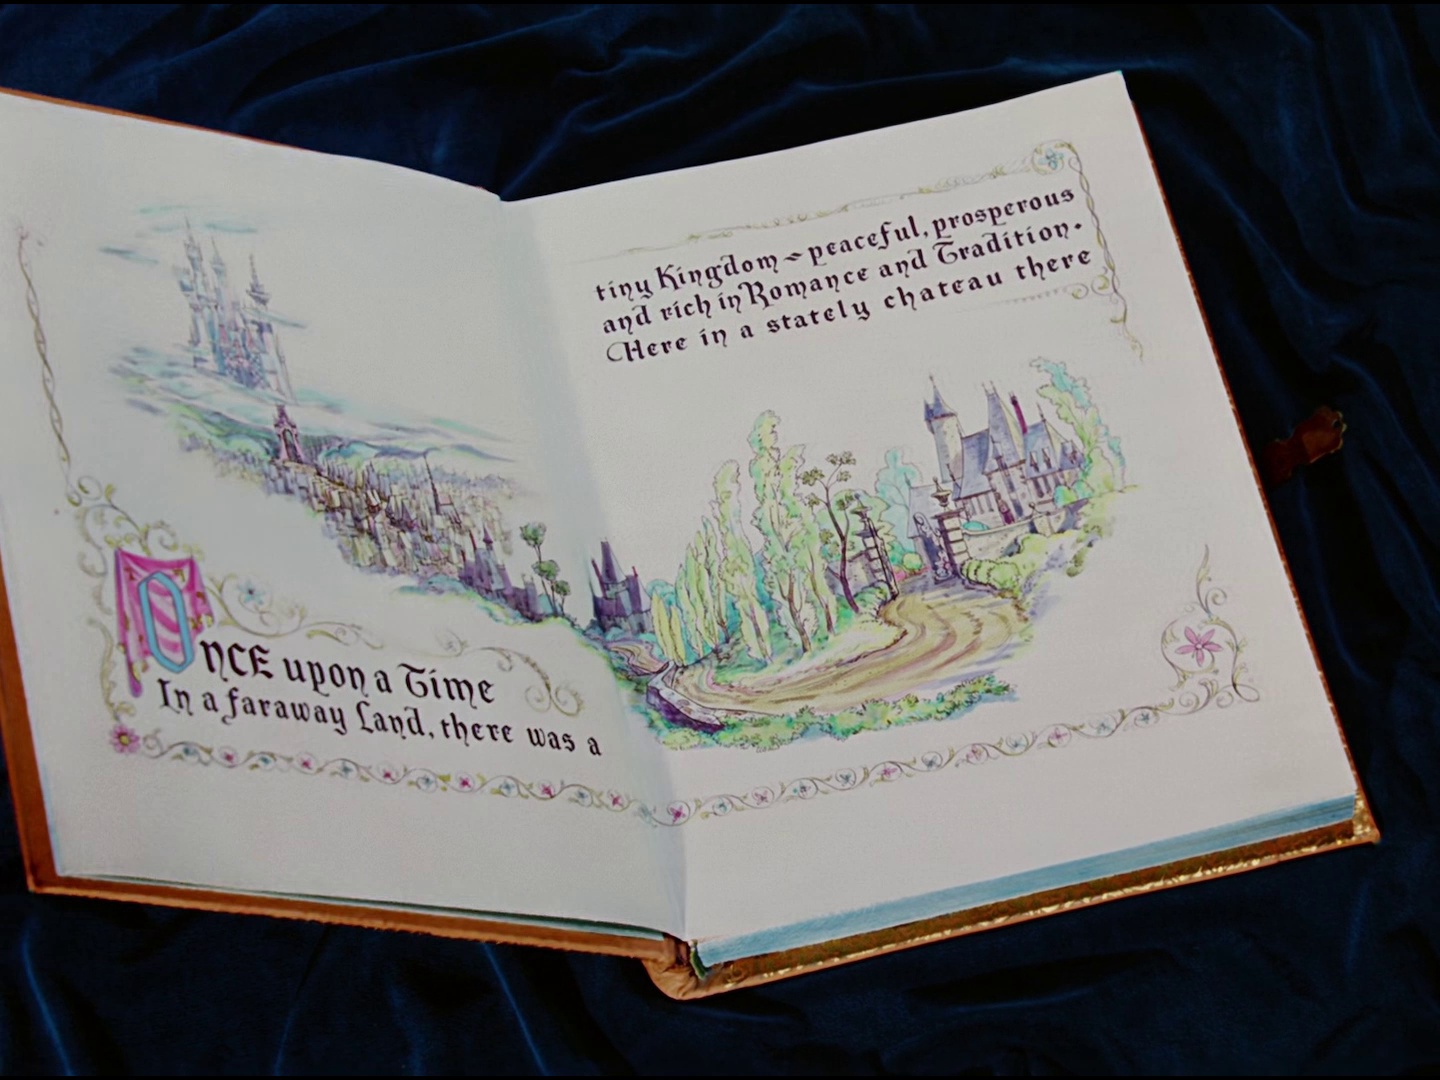 ONCE upon a Time
In a faraway Land, there was a
tiny Kingdom ~ peaceful, prosperous
and rich in Romance and Tradition.
Here in a stately chateau there